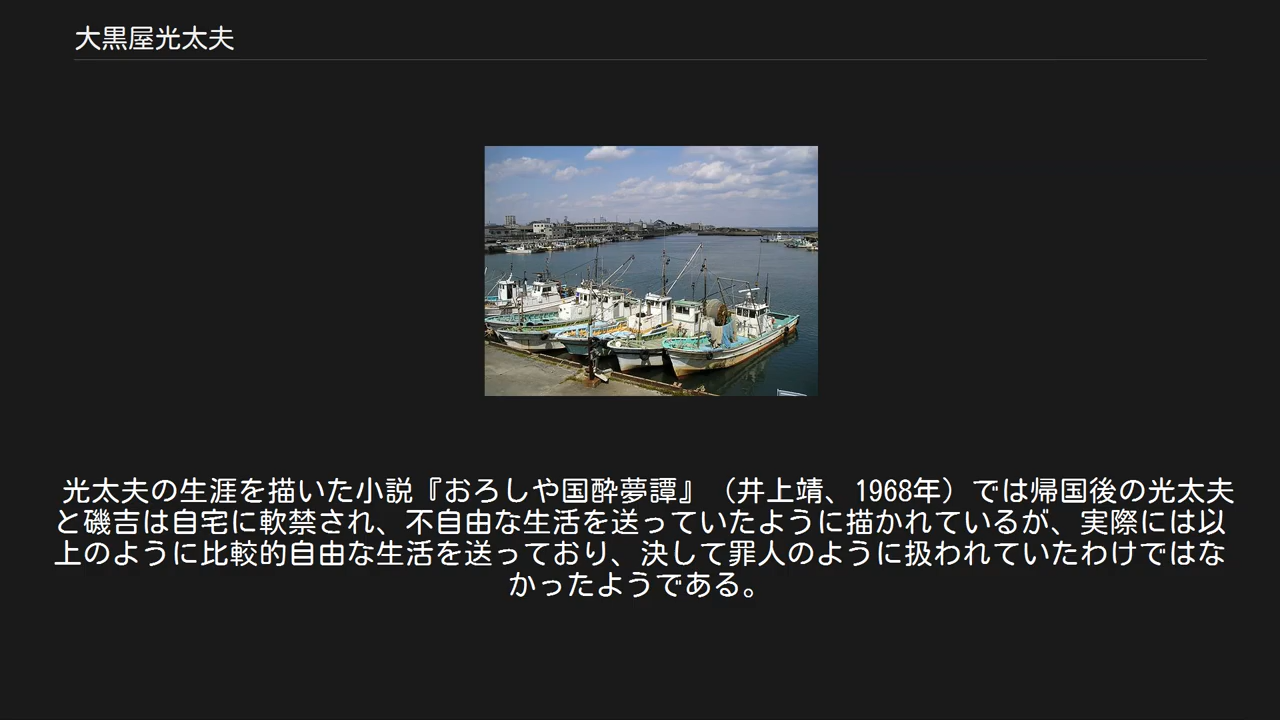 大黒屋光太夫
光太夫の生涯を描いた小説『おろしや国酔夢譚』（井上靖、1968年）では帰国後の光太夫
と磯吉は自宅に軟禁され、不自由な生活を送っていたように描かれているが、実際には以
上のように比較的自由な生活を送っており、決して罪人のように扱われていたわけではな
かったようである。